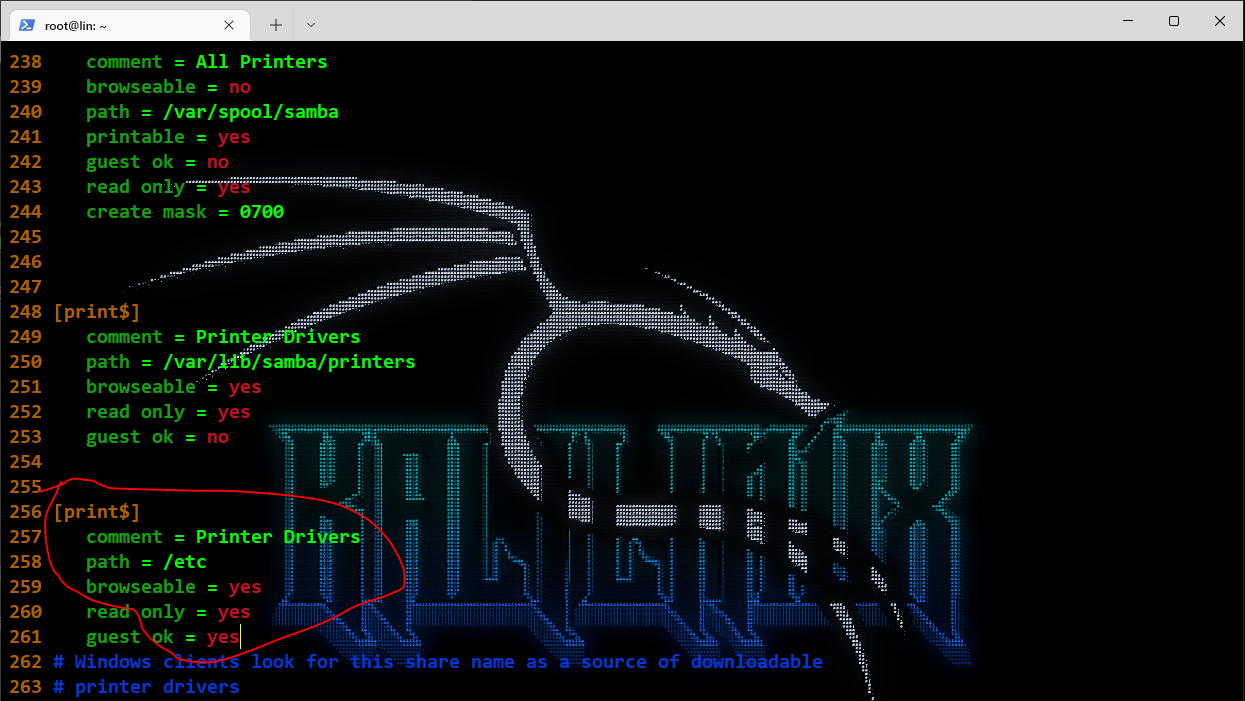 root@lin: ~
238 comment = All Printers
239 browseable = no
240 path = /var/spool/samba
241 printable = yes
242 guest ok = no
243 read only = yes
244 create mask = 0700
245
246
247
248 [print$]
249 comment = Printer Drivers
250 path = /var/lib/samba/printers
251 browseable = yes
252 read only = yes
253 guest ok = no
254
255
256 [print$]
257 comment = Printer Drivers
258 path = /etc
259 browseable = yes
260 read only = yes
261 guest ok = yes
262 # Windows clients look for this share name as a source of downloadable
263 # printer drivers
KALI LINUX